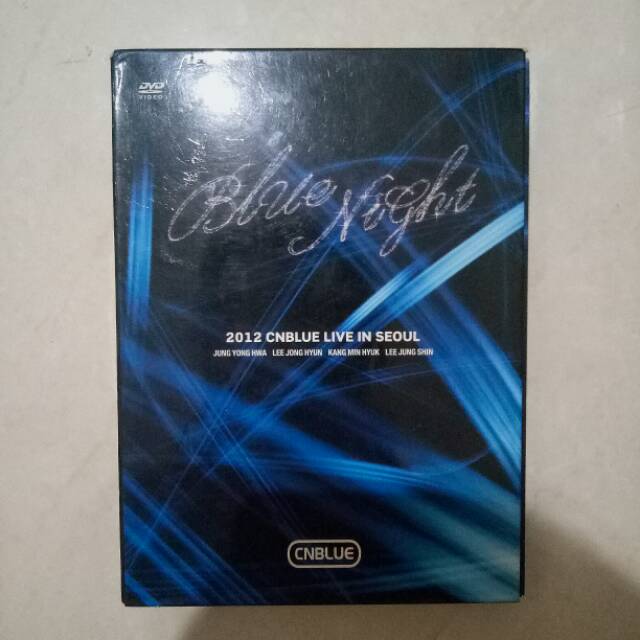 DVD
VIDEO
Blue Night
2012 CNBLUE LIVE IN SEOUL
JUNG YONG HWA LEE JONG HYUN KANG MIN HYUK LEE JUNG SHIN
CNBLUE